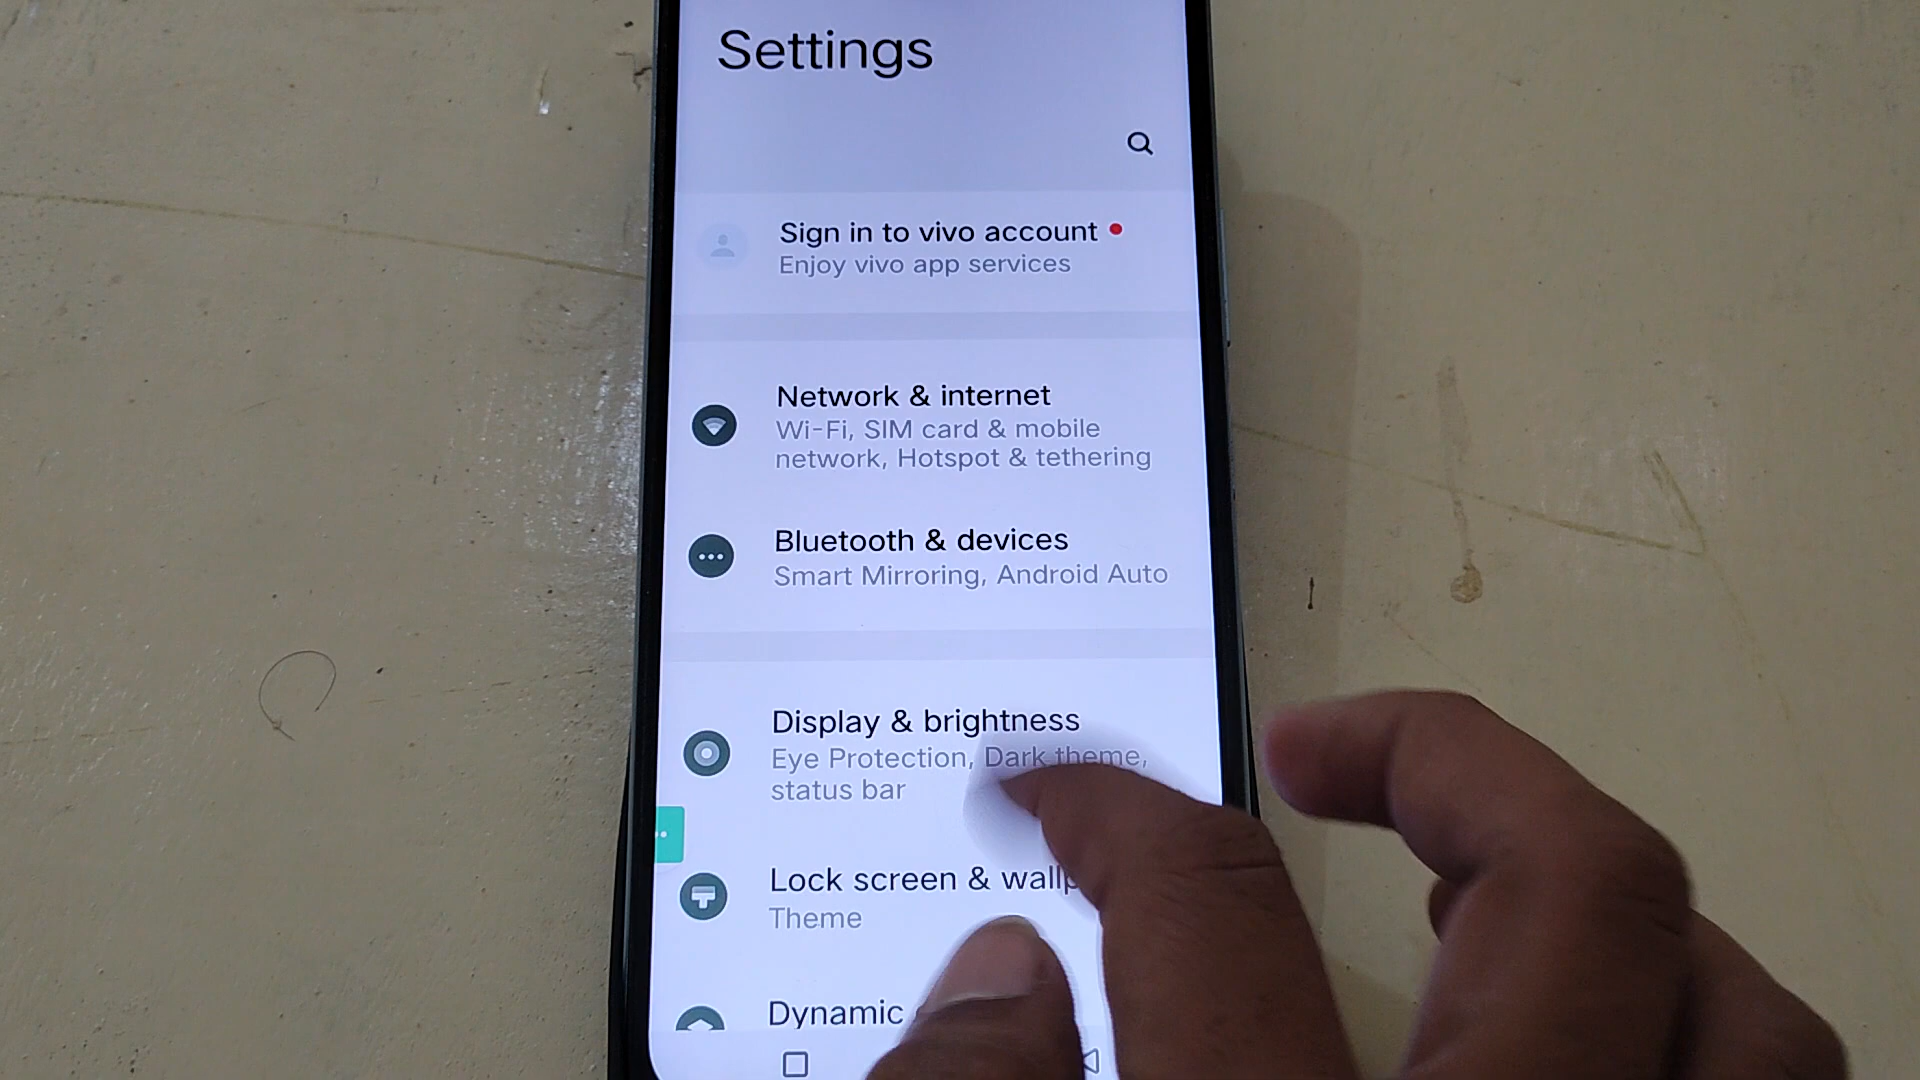 Settings
Sign in to vivo account
Enjoy vivo app services
Network & internet
Wi-Fi, SIM card & mobile
network, Hotspot & tethering
Bluetooth & devices
Smart Mirroring, Android Auto
Display & brightness
Eye Protection, Dark theme,
status bar
Lock screen &
Theme
Dynamic